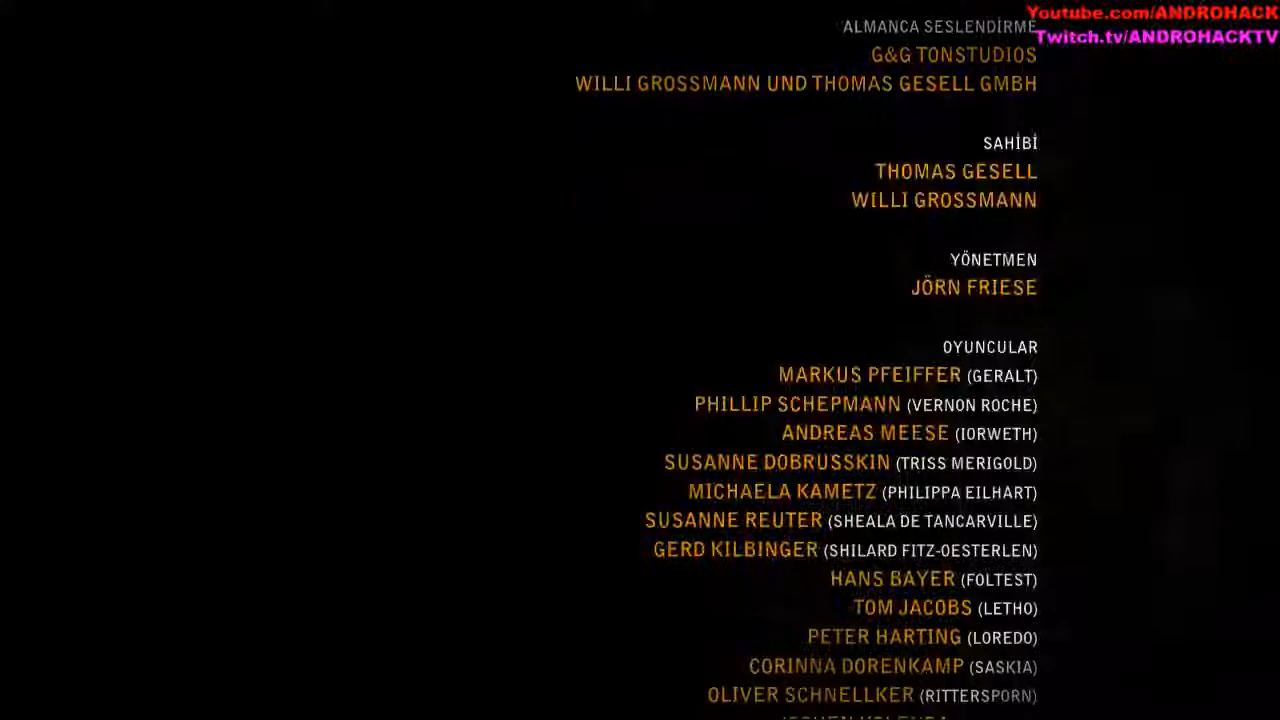 Youtube.com/ANDROHACK
Twitch.tv/ANDROHACKTV
ALMANCA SESLENDİRME
G&G TONSTUDIOS
WILLI GROSSMANN UND THOMAS GESELL GMBH
SAHİBİ
THOMAS GESELL
WILLI GROSSMANN
YÖNETMEN
JÖRN FRIESE
OYUNCULAR
MARKUS PFEIFFER (GERALT)
PHILLIP SCHEPMANN (VERNON ROCHE)
ANDREAS MEESE (IORWETH)
SUSANNE DOBRUSSKIN (TRISS MERIGOLD)
MICHAELA KAMETZ (PHILIPPA EILHART)
SUSANNE REUTER (SHEALA DE TANCARVILLE)
GERD KILBINGER (SHILARD FITZ-OESTERLEN)
HANS BAYER (FOLTEST)
TOM JACOBS (LETHO)
PETER HARTING (LOREDO)
CORINNA DORENKAMP (SASKIA)
OLIVER SCHNELLKER (RITTERSPORN)